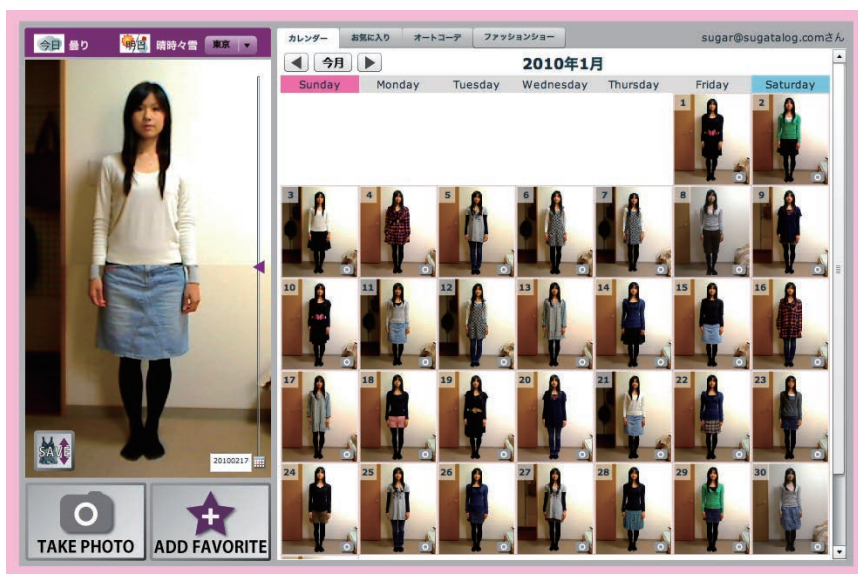 今日 曇り 明日 晴時々雪 東京
SAVE
20100217
TAKE PHOTO ADD FAVORITE
カレンダー お気に入り オートコーデ ファッションショー sugar@sugatalog.comさん
今月 2010年1月
Sunday Monday Tuesday Wednesday Thursday Friday Saturday
1 2
3 4 5 6 7 8 9
10 11 12 13 14 15 16
17 18 19 20 21 22 23
24 25 26 27 28 29 30